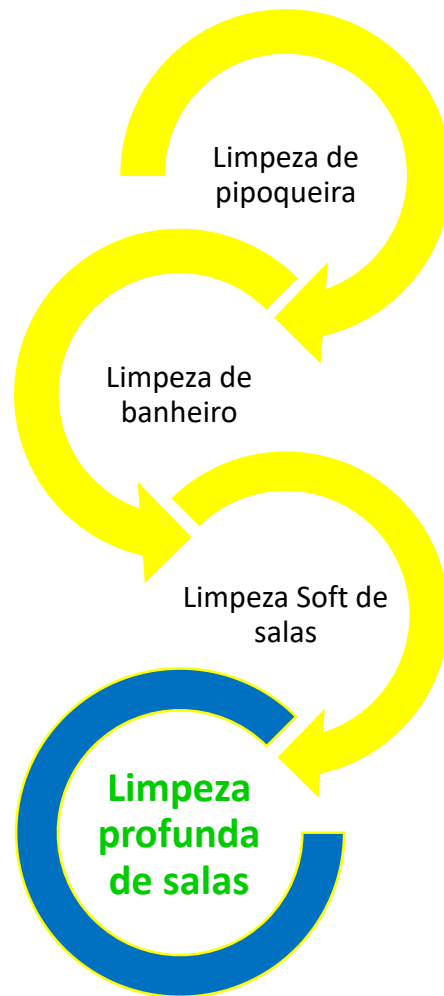 Limpeza de
pipoqueira
Limpeza de
banheiro
Limpeza Soft de
salas
Limpeza
profunda
de salas